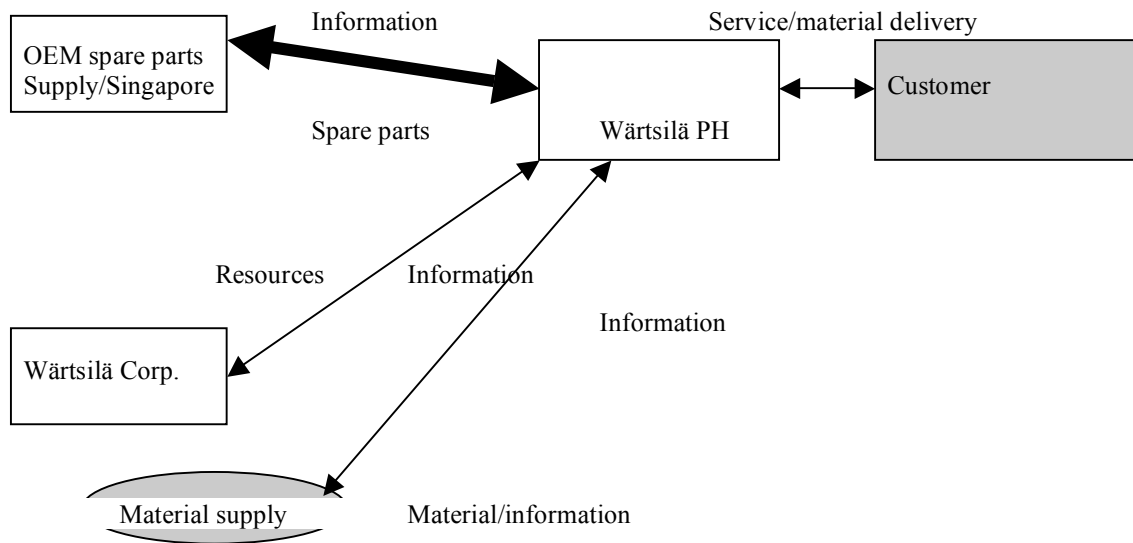 Information
Service/material delivery
OEM spare parts
Supply/Singapore
Customer
Spare parts
Wärtsilä PH
Resources
Information
Information
Wärtsilä Corp.
Material supply
Material/information